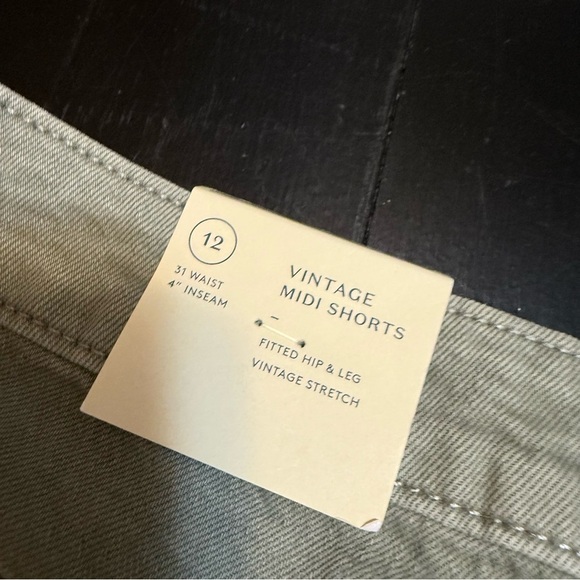 12
31 WAIST
4" INSEAM
VINTAGE
MIDI SHORTS
–
FITTED HIP & LEG
VINTAGE STRETCH